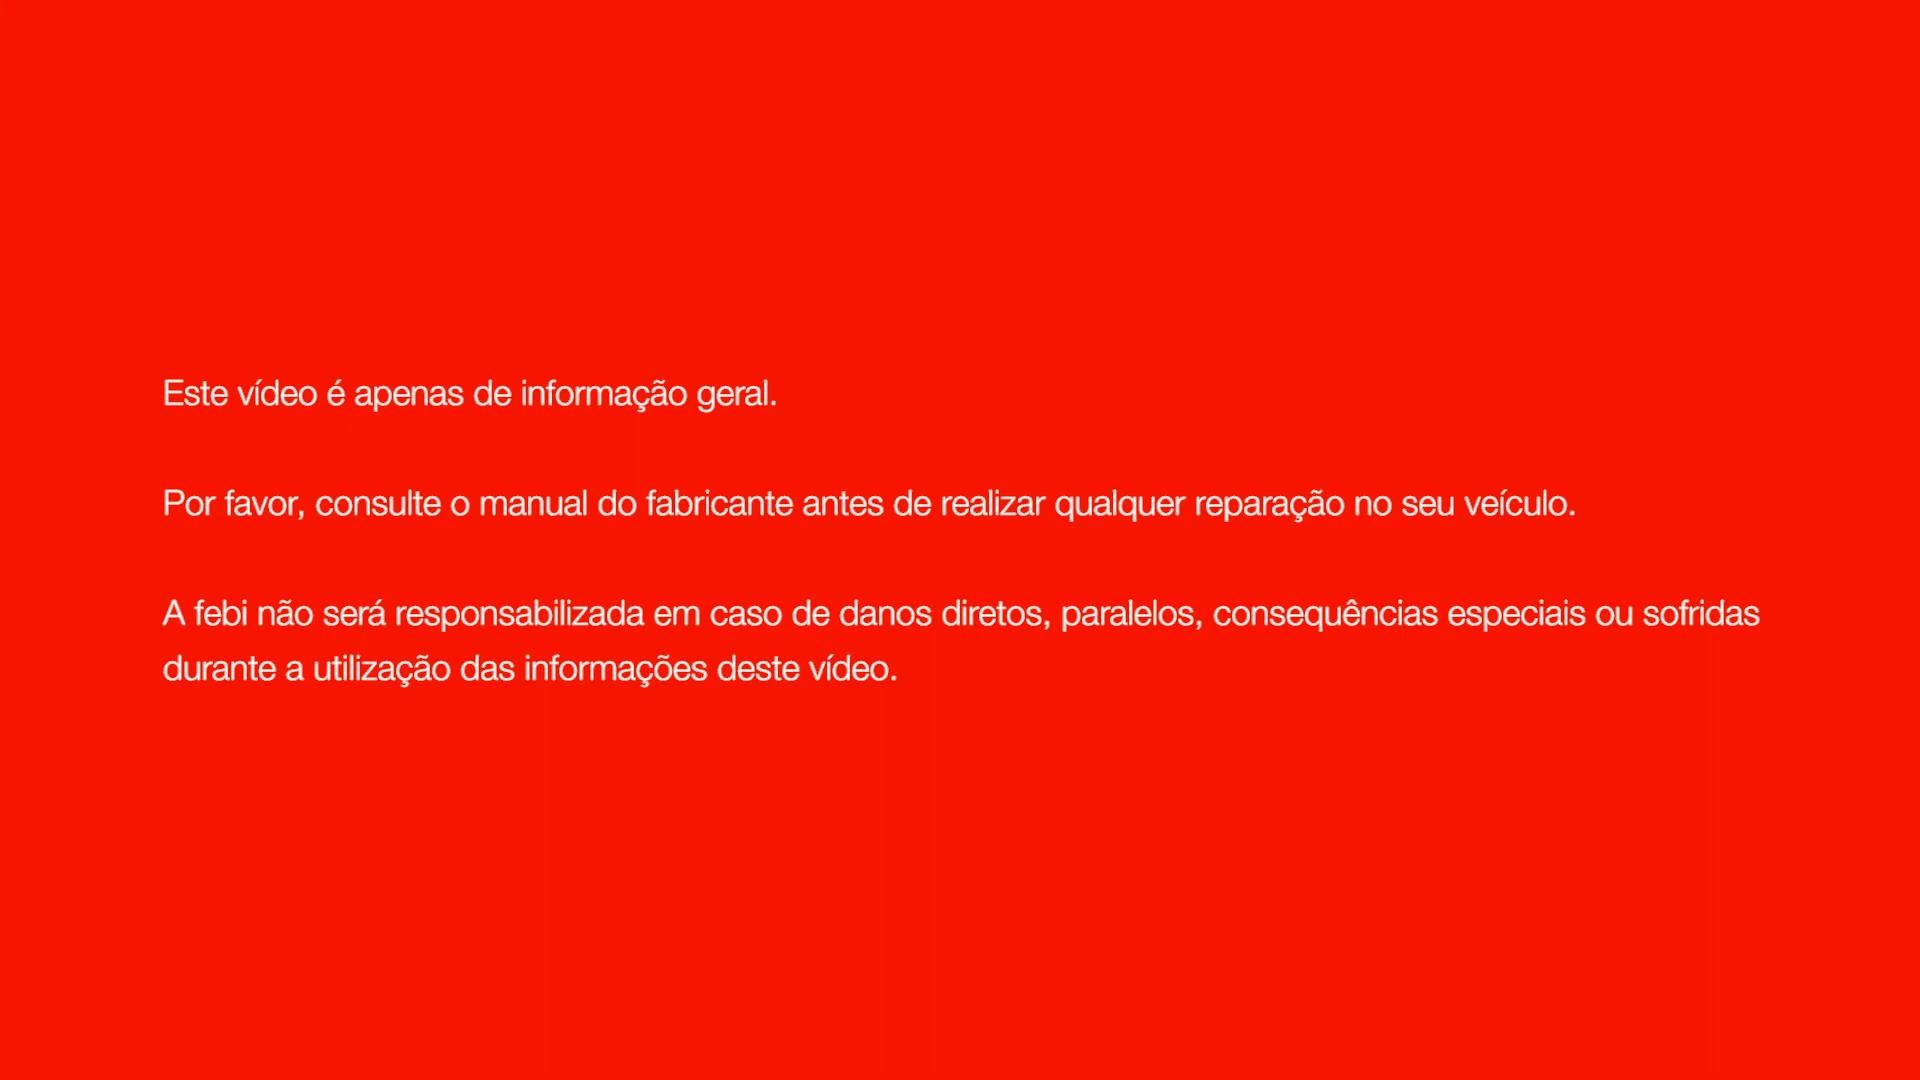 Este vídeo é apenas de informação geral.
Por favor, consulte o manual do fabricante antes de realizar qualquer reparação no seu veículo.
A febi não será responsabilizada em caso de danos diretos, paralelos, consequências especiais ou sofridas
durante a utilização das informações deste vídeo.